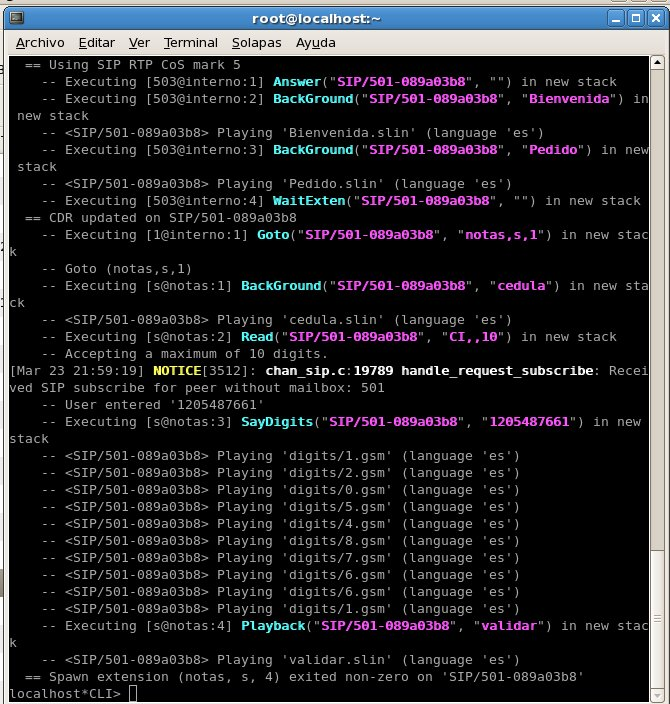 root@localhost:~
Archivo Editar Ver Terminal Solapas Ayuda
== Using SIP RTP CoS mark 5
-- Executing [503@interno:1] Answer("SIP/501-089a03b8", "") in new stack
-- Executing [503@interno:2] BackGround("SIP/501-089a03b8", "Bienvenida") in
new stack
-- <SIP/501-089a03b8> Playing 'Bienvenida.slin' (language 'es')
-- Executing [503@interno:3] BackGround("SIP/501-089a03b8", "Pedido") in new
stack
-- <SIP/501-089a03b8> Playing 'Pedido.slin' (language 'es')
-- Executing [503@interno:4] WaitExten("SIP/501-089a03b8", "") in new stack
== CDR updated on SIP/501-089a03b8
-- Executing [1@interno:1] Goto("SIP/501-089a03b8", "notas,s,1") in new stac
k
-- Goto (notas,s,1)
-- Executing [s@notas:1] BackGround("SIP/501-089a03b8", "cedula") in new sta
ck
-- <SIP/501-089a03b8> Playing 'cedula.slin' (language 'es')
-- Executing [s@notas:2] Read("SIP/501-089a03b8", "CI,,10") in new stack
-- Accepting a maximum of 10 digits.
[Mar 23 21:59:19] NOTICE[3512]: chan_sip.c:19789 handle_request_subscribe: Recei
ved SIP subscribe for peer without mailbox: 501
-- User entered '1205487661'
-- Executing [s@notas:3] SayDigits("SIP/501-089a03b8", "1205487661") in new
stack
-- <SIP/501-089a03b8> Playing 'digits/1.gsm' (language 'es')
-- <SIP/501-089a03b8> Playing 'digits/2.gsm' (language 'es')
-- <SIP/501-089a03b8> Playing 'digits/0.gsm' (language 'es')
-- <SIP/501-089a03b8> Playing 'digits/5.gsm' (language 'es')
-- <SIP/501-089a03b8> Playing 'digits/4.gsm' (language 'es')
-- <SIP/501-089a03b8> Playing 'digits/8.gsm' (language 'es')
-- <SIP/501-089a03b8> Playing 'digits/7.gsm' (language 'es')
-- <SIP/501-089a03b8> Playing 'digits/6.gsm' (language 'es')
-- <SIP/501-089a03b8> Playing 'digits/6.gsm' (language 'es')
-- <SIP/501-089a03b8> Playing 'digits/1.gsm' (language 'es')
-- Executing [s@notas:4] Playback("SIP/501-089a03b8", "validar") in new stac
k
-- <SIP/501-089a03b8> Playing 'validar.slin' (language 'es')
== Spawn extension (notas, s, 4) exited non-zero on 'SIP/501-089a03b8'
localhost*CLI>